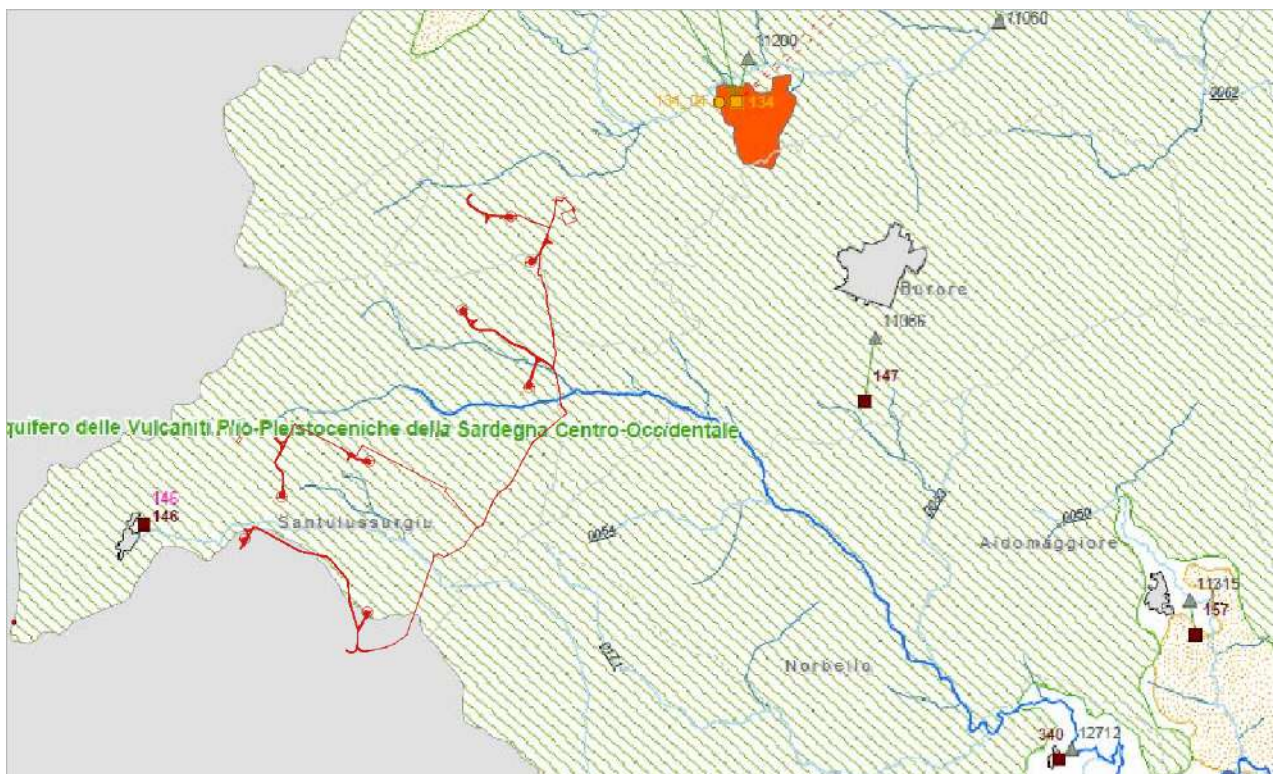 11060
11200
134
0062
Burore
11086
147
quifero delle Vulcaniti Plio-Pleistoceniche della Sardegna Centro-Occidentale
146
146
Santulussurgiu
0054
0050
Aidomaggiore
11315
157
Norbello
340
12712